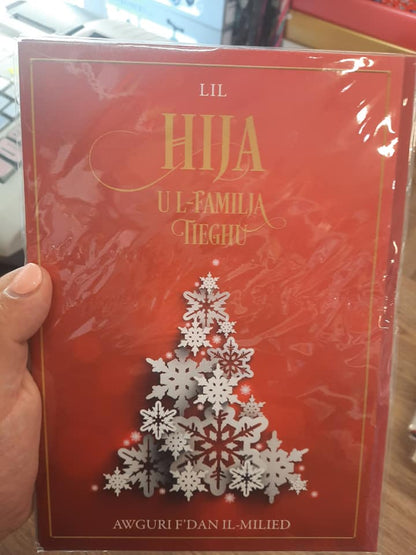 LIL
HIJA
U L-FAMILJA
TIEGĦU
AWGURI F'DAN IL-MILIED